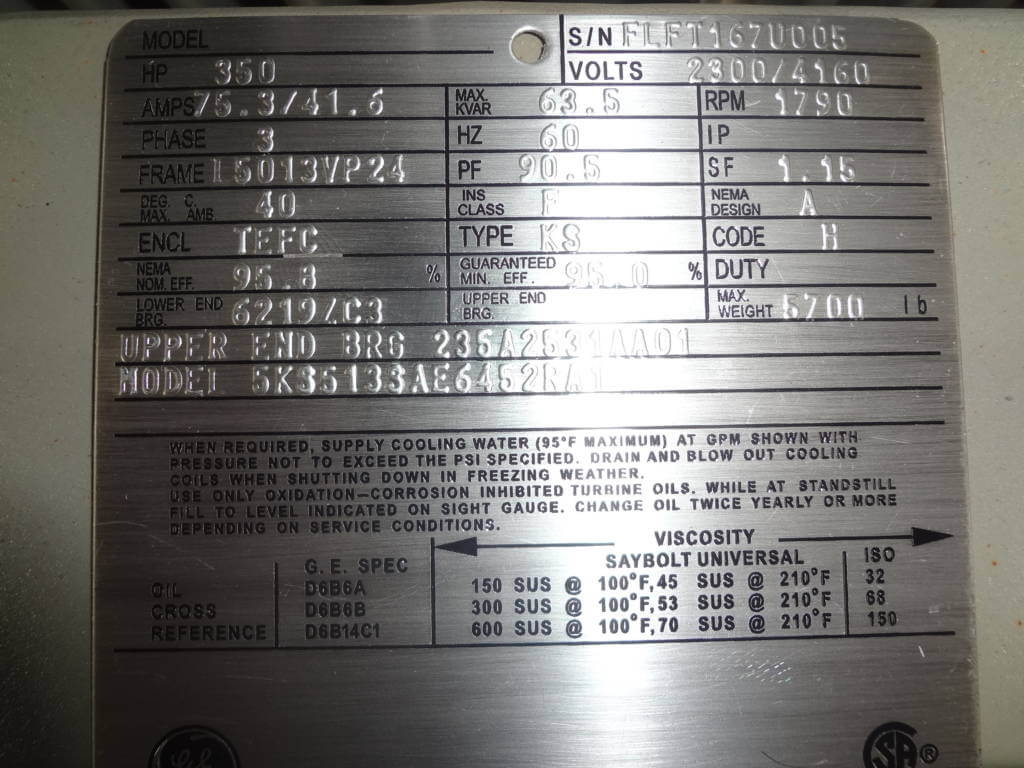 MODEL
S/N FLFT167U005
HP 350
VOLTS 2300/4160
AMPS 75.3/41.6 MAX. KVAR 63.5 RPM 1790
PHASE 3 HZ 60 IP
FRAME I5013VP24 PF 90.5 SF 1.15
DEG. C. MAX. AMB. 40 INS CLASS F NEMA DESIGN A
ENCL TEFC TYPE KS CODE H
NEMA NOM. EFF. 95.8 % GUARANTEED MIN. EFF. 95.0 % DUTY
LOWER END BRG. 6219ZC3 UPPER END BRG. MAX. WEIGHT 5700 lb
UPPER END BRG 235A2531AA01
MODEL 5KS513SAE6452RA1
WHEN REQUIRED, SUPPLY COOLING WATER (95°F MAXIMUM) AT GPM SHOWN WITH
PRESSURE NOT TO EXCEED THE PSI SPECIFIED. DRAIN AND BLOW OUT COOLING
COILS WHEN SHUTTING DOWN IN FREEZING WEATHER.
USE ONLY OXIDATION-CORROSION INHIBITED TURBINE OILS. WHILE AT STANDSTILL
FILL TO LEVEL INDICATED ON SIGHT GAUGE. CHANGE OIL TWICE YEARLY OR MORE
DEPENDING ON SERVICE CONDITIONS.
VISCOSITY
G. E. SPEC SAYBOLT UNIVERSAL ISO
OIL D6B6A 150 SUS @ 100°F,45 SUS @ 210°F 32
CROSS D6B6B 300 SUS @ 100°F,53 SUS @ 210°F 68
REFERENCE D6B14C1 600 SUS @ 100°F,70 SUS @ 210°F 150
GE
SA ®